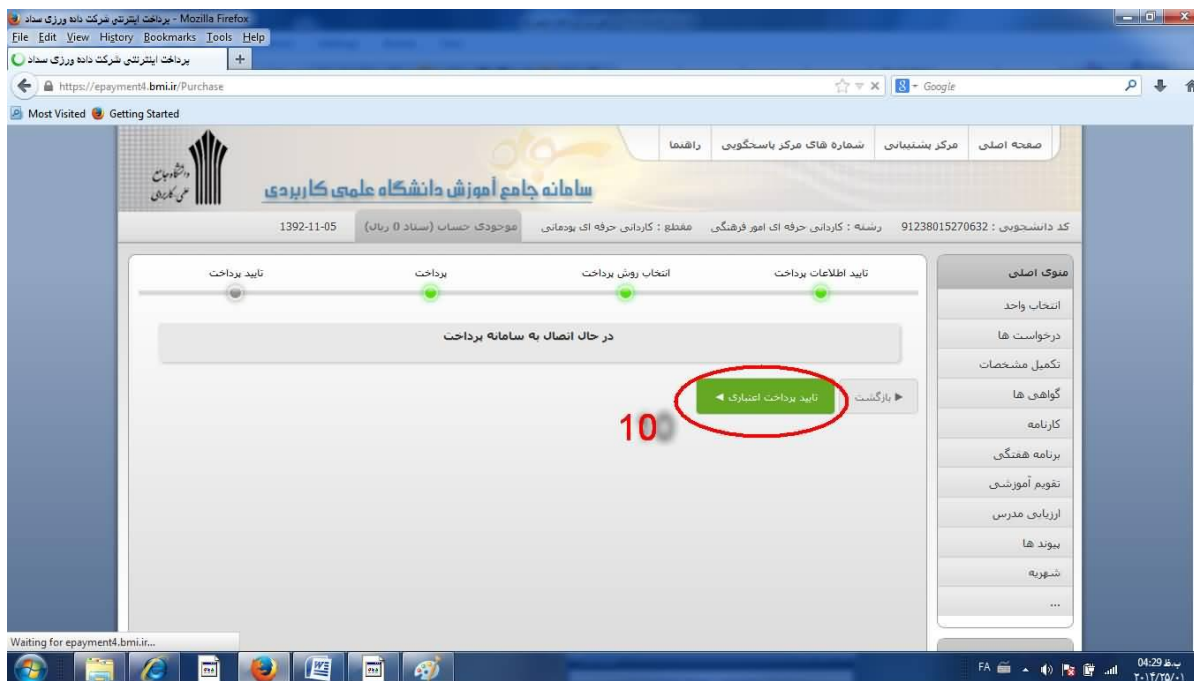 پرداخت اینترنتی شرکت داده ورزی سداد - Mozilla Firefox
File Edit View History Bookmarks Tools Help
پرداخت اینترنتی شرکت داده ورزی سداد +
https://epayment4.bmi.ir/Purchase
Google
Most Visited Getting Started
صفحه اصلی مرکز پشتیبانی شماره های مرکز پاسخگویی راهنما
دانشگاه جامع
علمی کاربردی
سامانه جامع آموزش دانشگاه علمی کاربردی
کد دانشجویی : 91238015270632 رشته : کاردانی حرفه ای امور فرهنگی مقطع : کاردانی حرفه ای پودمانی موجودی حساب (ستاد 0 ریال) 1392-11-05
منوی اصلی
انتخاب واحد
درخواست ها
تکمیل مشخصات
گواهی ها
کارنامه
برنامه هفتگی
تقویم آموزشی
ارزیابی مدرس
پیوند ها
شهریه
...
تایید اطلاعات پرداخت انتخاب روش پرداخت پرداخت تایید پرداخت
در حال اتصال به سامانه پرداخت
◄ بازگشت تایید پرداخت اعتباری ◄
10
Waiting for epayment4.bmi.ir...
FA
04:29 ب.ظ
۲۰۱۴/۲۵/۰۱